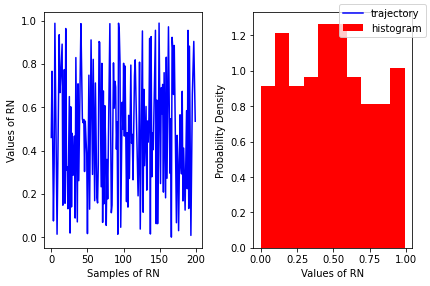 trajectory
histogram
Values of RN
1.0
0.8
0.6
0.4
0.2
0.0
0 50 100 150 200
Samples of RN
Probability Density
1.2
1.0
0.8
0.6
0.4
0.2
0.0
0.00 0.25 0.50 0.75 1.00
Values of RN